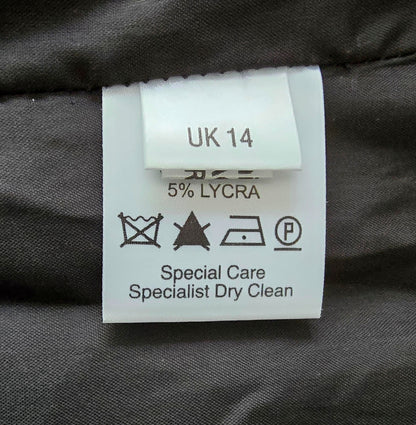 UK 14
5% LYCRA
P
Special Care
Specialist Dry Clean